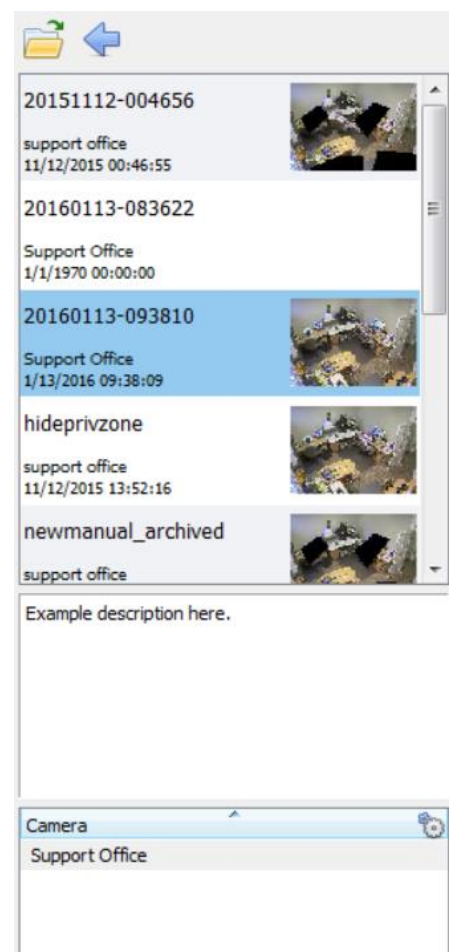 20151112-004656
support office
11/12/2015 00:46:55
20160113-083622
Support Office
1/1/1970 00:00:00
20160113-093810
Support Office
1/13/2016 09:38:09
hideprivzone
support office
11/12/2015 13:52:16
newmanual_archived
support office
Example description here.
Camera
Support Office